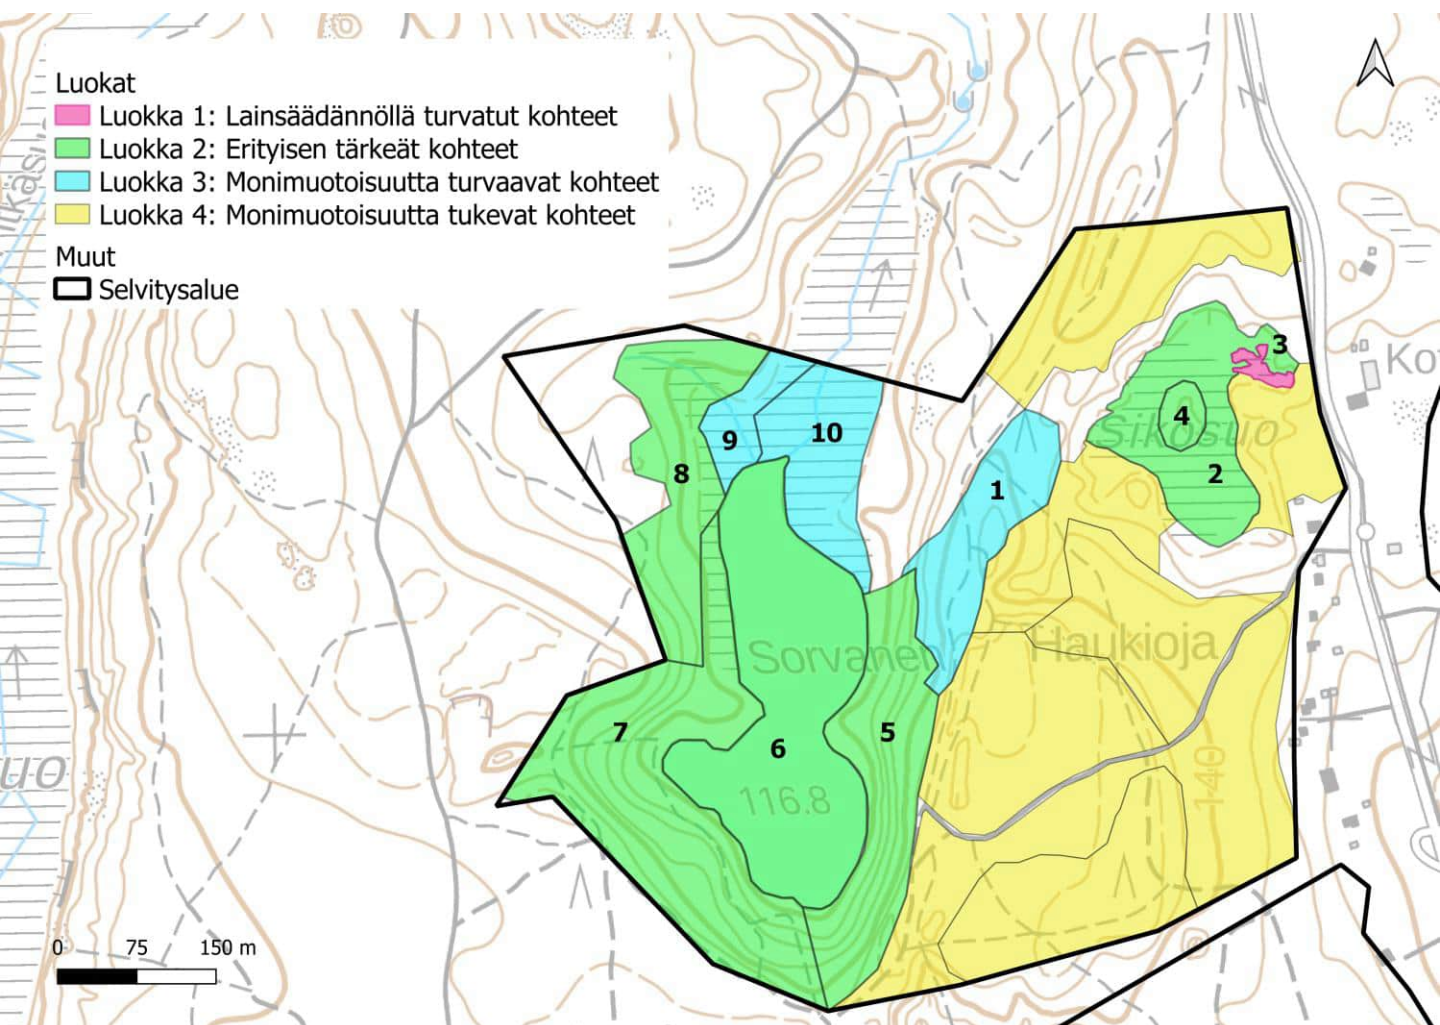 Luokat
Luokka 1: Lainsäädännöllä turvatut kohteet
Luokka 2: Erityisen tärkeät kohteet
Luokka 3: Monimuotoisuutta turvaavat kohteet
Luokka 4: Monimuotoisuutta tukevat kohteet
Muut
Selvitysalue
3
Ko
4
Sikosuo
9
10
8
2
1
Sorvanen
Haukioja
7
5
6
uo
116.8
140
0 75 150 m